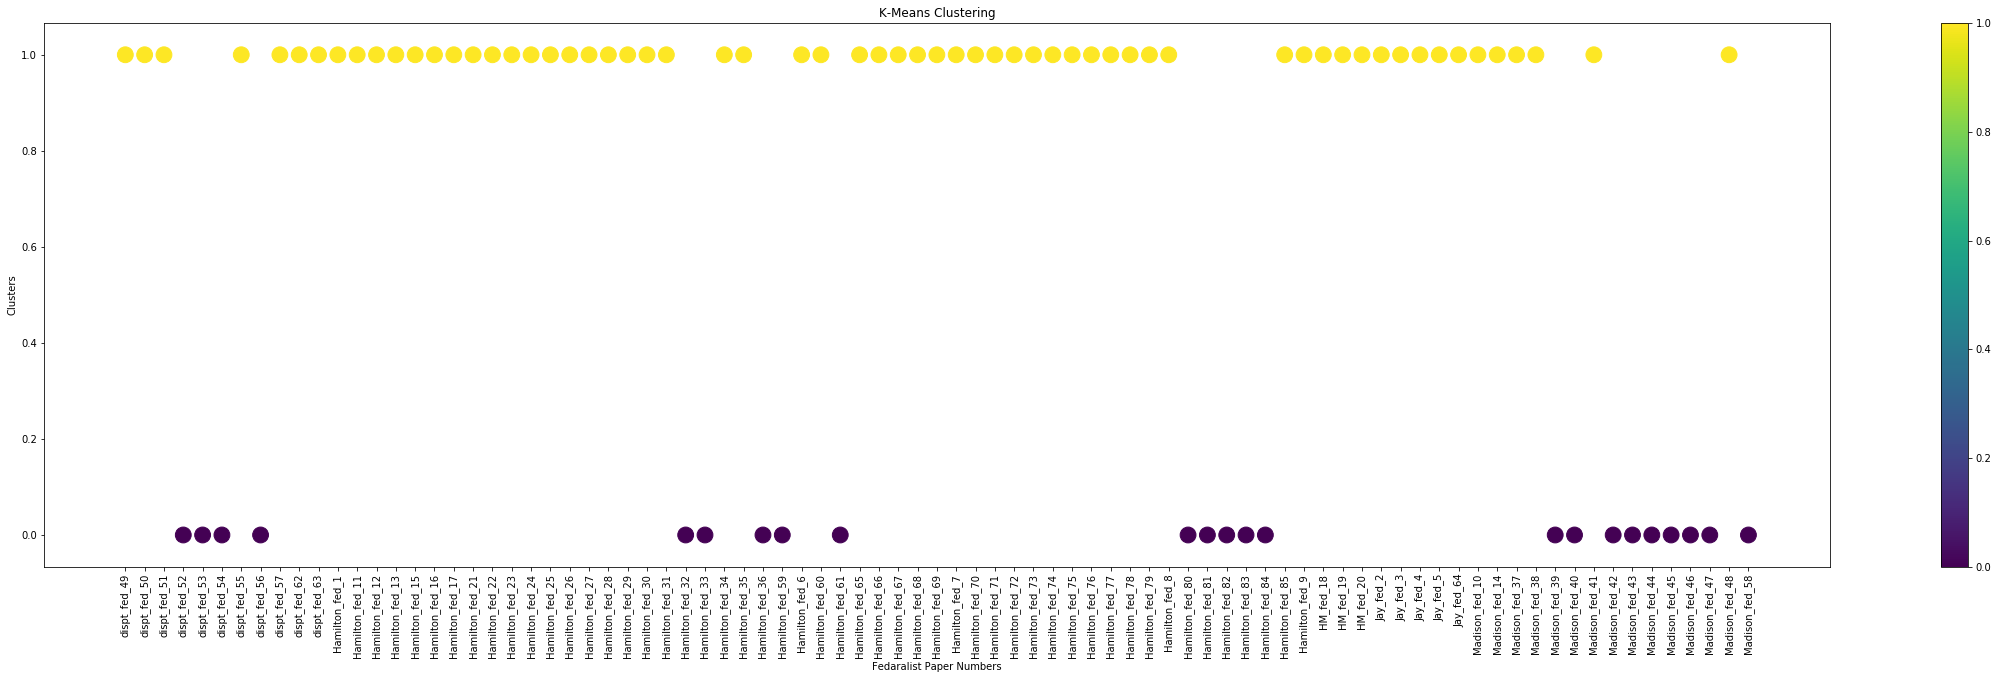 K-Means Clustering
1.0
0.8
0.6
0.4
0.2
0.0
Clusters
dispt_fed_49
dispt_fed_50
dispt_fed_51
dispt_fed_52
dispt_fed_53
dispt_fed_54
dispt_fed_55
dispt_fed_56
dispt_fed_57
dispt_fed_62
dispt_fed_63
Hamilton_fed_1
Hamilton_fed_11
Hamilton_fed_12
Hamilton_fed_13
Hamilton_fed_15
Hamilton_fed_16
Hamilton_fed_17
Hamilton_fed_21
Hamilton_fed_22
Hamilton_fed_23
Hamilton_fed_24
Hamilton_fed_25
Hamilton_fed_26
Hamilton_fed_27
Hamilton_fed_28
Hamilton_fed_29
Hamilton_fed_30
Hamilton_fed_31
Hamilton_fed_32
Hamilton_fed_33
Hamilton_fed_34
Hamilton_fed_35
Hamilton_fed_36
Hamilton_fed_59
Hamilton_fed_6
Hamilton_fed_60
Hamilton_fed_61
Hamilton_fed_65
Hamilton_fed_66
Hamilton_fed_67
Hamilton_fed_68
Hamilton_fed_69
Hamilton_fed_7
Hamilton_fed_70
Hamilton_fed_71
Hamilton_fed_72
Hamilton_fed_73
Hamilton_fed_74
Hamilton_fed_75
Hamilton_fed_76
Hamilton_fed_77
Hamilton_fed_78
Hamilton_fed_79
Hamilton_fed_8
Hamilton_fed_80
Hamilton_fed_81
Hamilton_fed_82
Hamilton_fed_83
Hamilton_fed_84
Hamilton_fed_85
Hamilton_fed_9
HM_fed_18
HM_fed_19
HM_fed_20
Jay_fed_2
Jay_fed_3
Jay_fed_4
Jay_fed_5
Jay_fed_64
Madison_fed_10
Madison_fed_14
Madison_fed_37
Madison_fed_38
Madison_fed_39
Madison_fed_40
Madison_fed_41
Madison_fed_42
Madison_fed_43
Madison_fed_44
Madison_fed_45
Madison_fed_46
Madison_fed_47
Madison_fed_48
Madison_fed_58
Fedaralist Paper Numbers
1.0
0.8
0.6
0.4
0.2
0.0